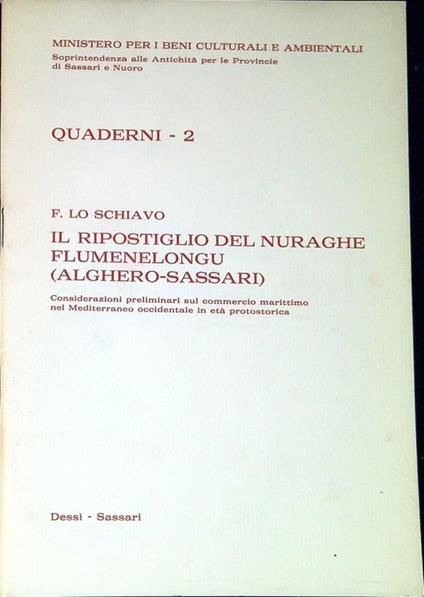 MINISTERO PER I BENI CULTURALI E AMBIENTALI
Soprintendenza alle Antichità per le Provincie
di Sassari e Nuoro
QUADERNI - 2
F. LO SCHIAVO
IL RIPOSTIGLIO DEL NURAGHE
FLUMENELONGU
(ALGHERO-SASSARI)
Considerazioni preliminari sul commercio marittimo
nel Mediterraneo occidentale in età protostorica
Dessì - Sassari